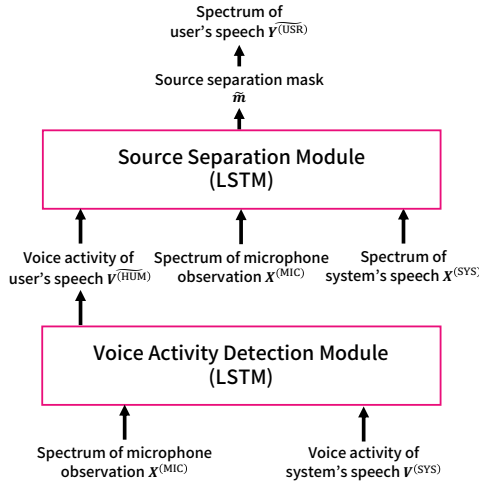 Spectrum of
user's speech Y^(USR)
Source separation mask
m̃
Source Separation Module
(LSTM)
Voice activity of
user's speech V^(HUM)
Spectrum of microphone
observation X^(MIC)
Spectrum of
system's speech X^(SYS)
Voice Activity Detection Module
(LSTM)
Spectrum of microphone
observation X^(MIC)
Voice activity of
system's speech V^(SYS)